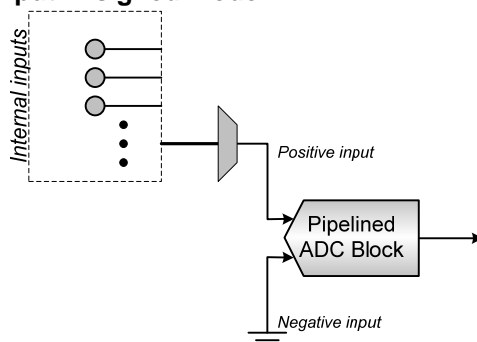 Internal inputs
Positive input
Pipelined
ADC Block
Negative input